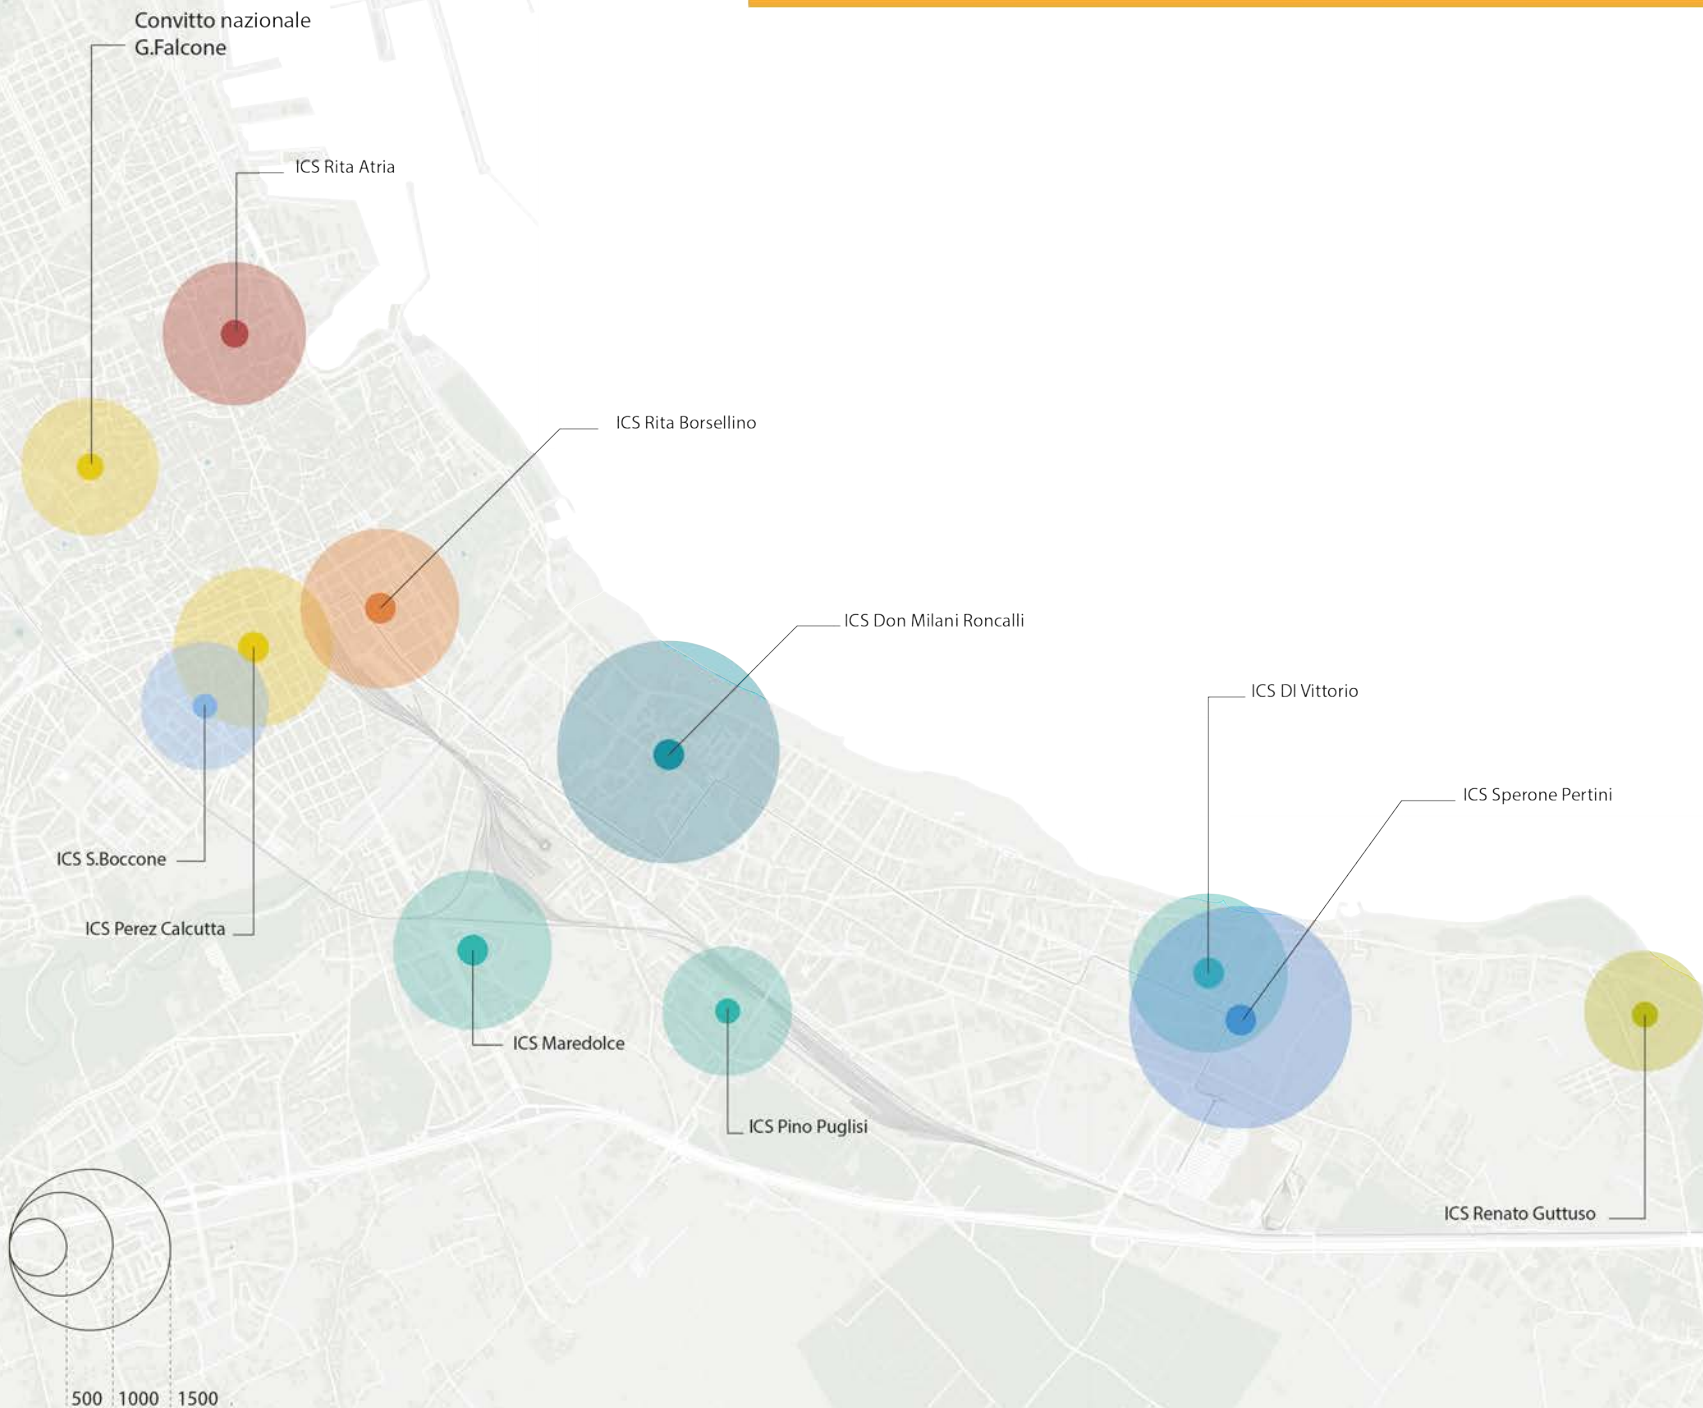 Convitto nazionale
G.Falcone
ICS Rita Atria
ICS Rita Borsellino
ICS Don Milani Roncalli
ICS DI Vittorio
ICS Sperone Pertini
ICS S.Boccone
ICS Perez Calcutta
ICS Maredolce
ICS Pino Puglisi
ICS Renato Guttuso
500 1000 1500